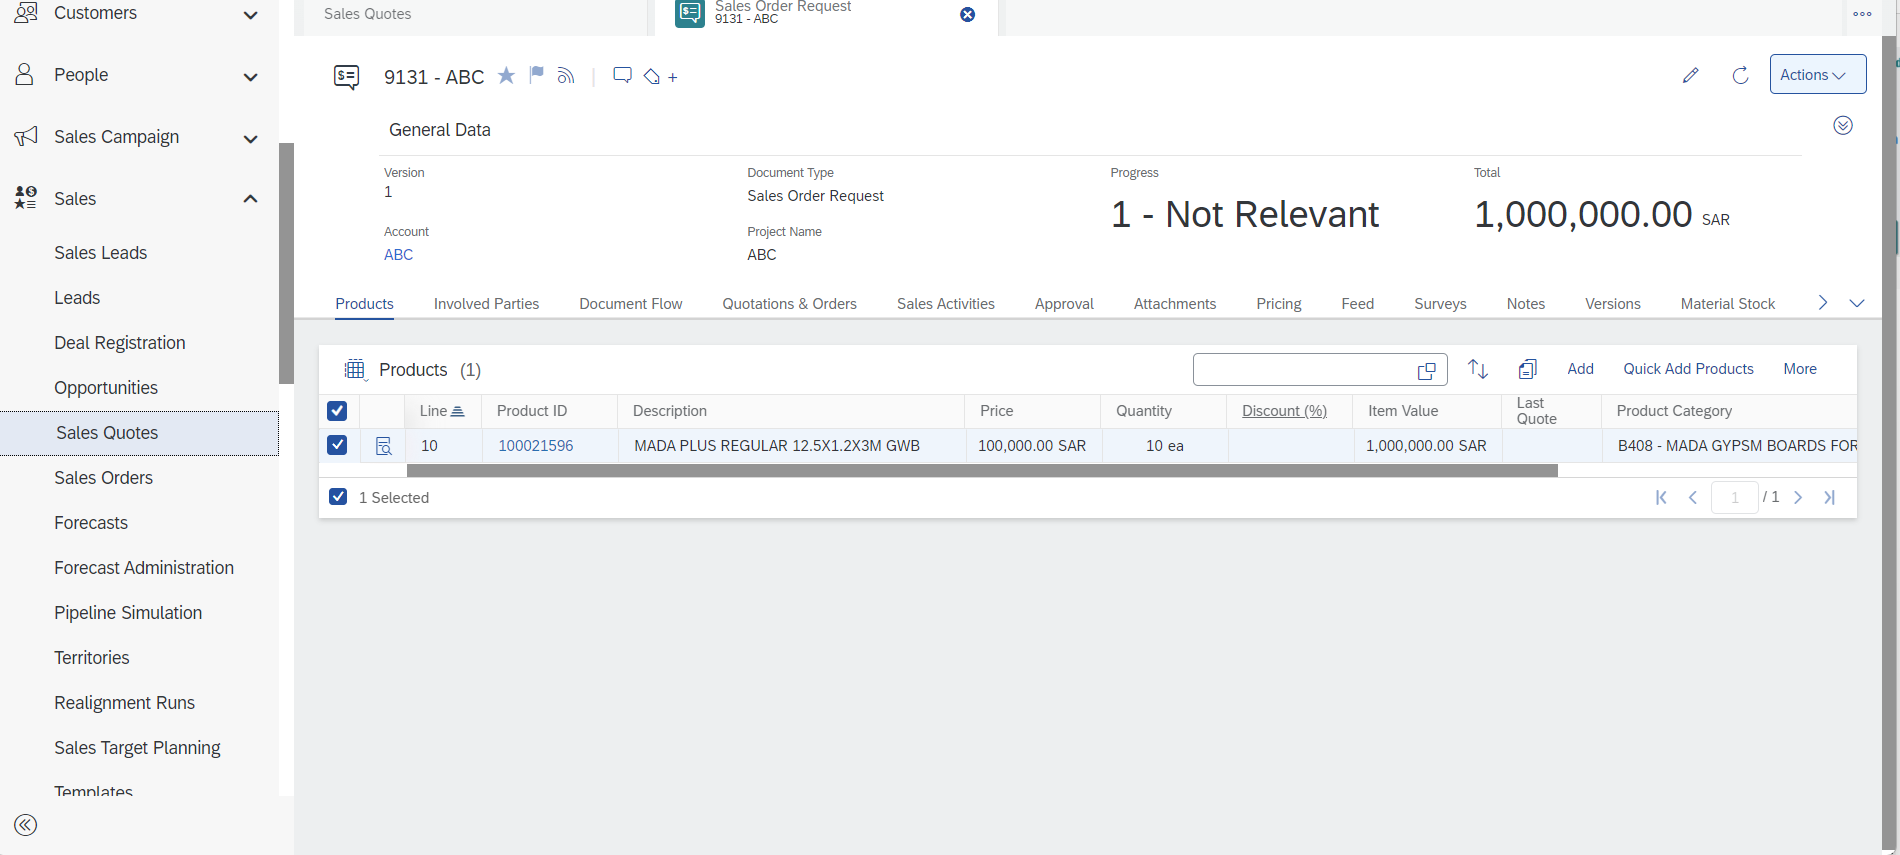 Customers
People
Sales Campaign
Sales
Sales Leads
Leads
Deal Registration
Opportunities
Sales Quotes
Sales Orders
Forecasts
Forecast Administration
Pipeline Simulation
Territories
Realignment Runs
Sales Target Planning
Templates
Sales Quotes
Sales Order Request
9131 - ABC
9131 - ABC
Actions
General Data
Version
1
Document Type
Sales Order Request
Progress
1 - Not Relevant
Total
1,000,000.00 SAR
Account
ABC
Project Name
ABC
Products Involved Parties Document Flow Quotations & Orders Sales Activities Approval Attachments Pricing Feed Surveys Notes Versions Material Stock
Products (1)
Add Quick Add Products More
Line Product ID Description Price Quantity Discount (%) Item Value Last Quote Product Category
10 100021596 MADA PLUS REGULAR 12.5X1.2X3M GWB 100,000.00 SAR 10 ea 1,000,000.00 SAR B408 - MADA GYPSM BOARDS FOR
1 Selected
1 / 1